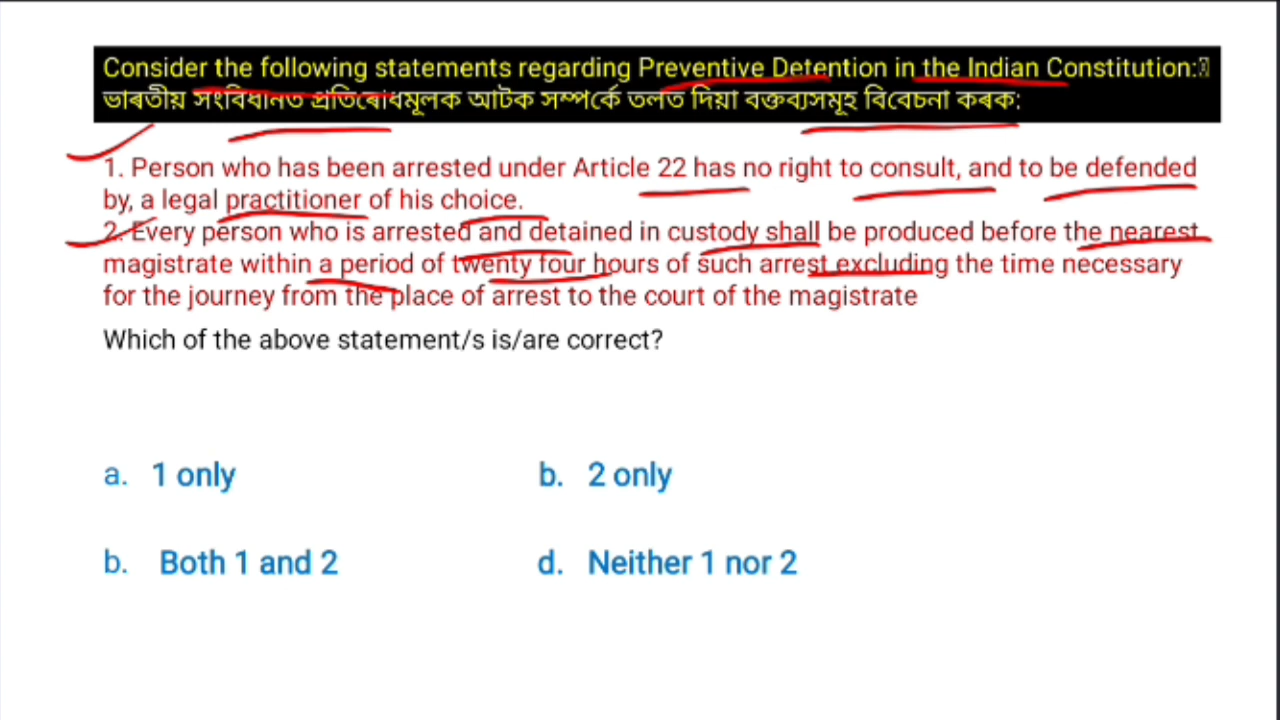 Consider the following statements regarding Preventive Detention in the Indian Constitution:
ভাৰতীয় সংবিধানত প্ৰতিৰোধমূলক আটক সম্পৰ্কে তলত দিয়া বক্তব্যসমূহ বিবেচনা কৰক:
1. Person who has been arrested under Article 22 has no right to consult, and to be defended
by, a legal practitioner of his choice.
2. Every person who is arrested and detained in custody shall be produced before the nearest
magistrate within a period of twenty four hours of such arrest excluding the time necessary
for the journey from the place of arrest to the court of the magistrate
Which of the above statement/s is/are correct?
a. 1 only
b. 2 only
b. Both 1 and 2
d. Neither 1 nor 2